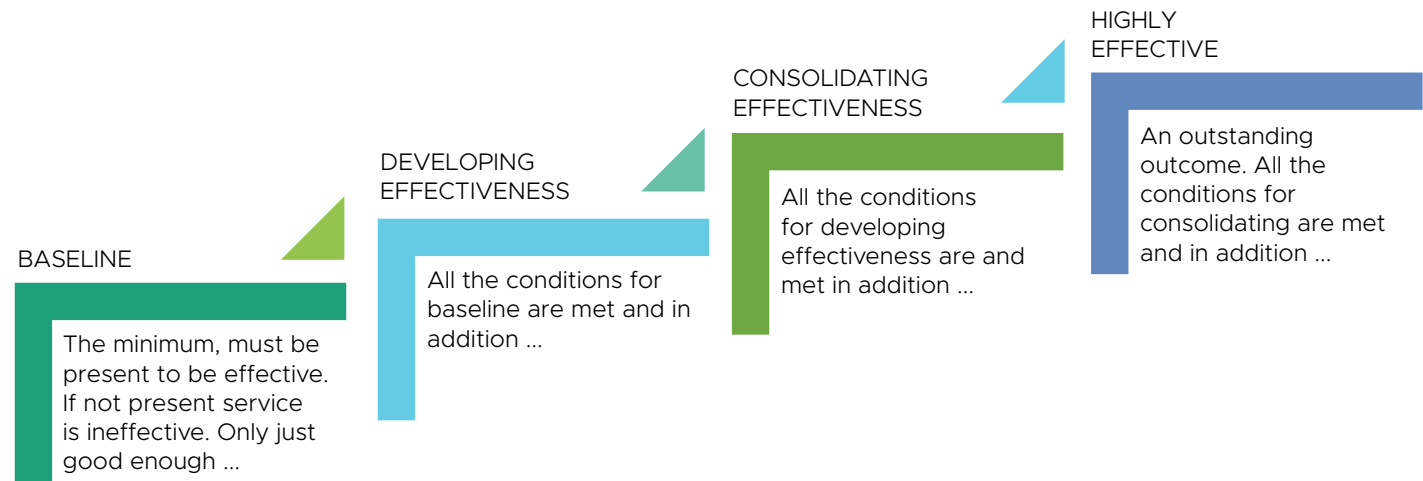 BASELINE
The minimum, must be
present to be effective.
If not present service
is ineffective. Only just
good enough ...
DEVELOPING
EFFECTIVENESS
All the conditions for
baseline are met and in
addition ...
CONSOLIDATING
EFFECTIVENESS
All the conditions
for developing
effectiveness are and
met in addition ...
HIGHLY
EFFECTIVE
An outstanding
outcome. All the
conditions for
consolidating are met
and in addition ...